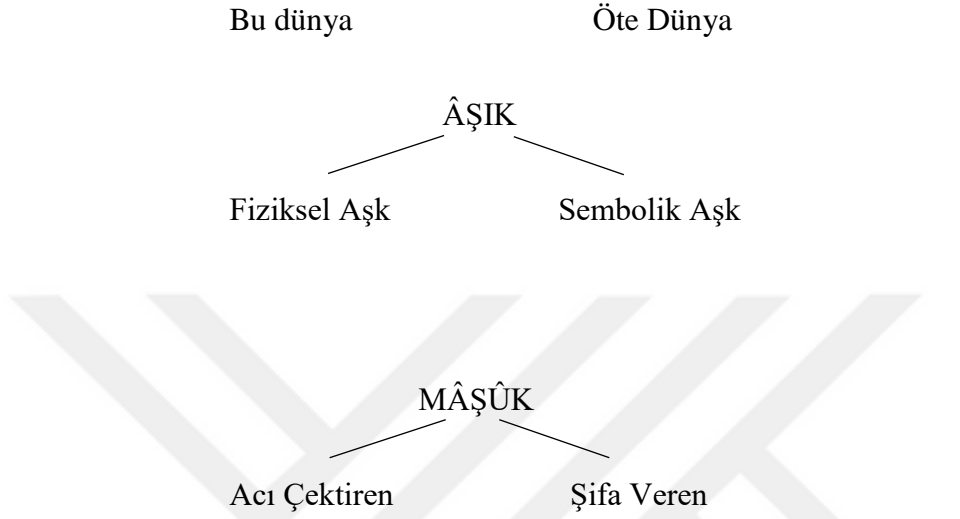 Bu dünya Öte Dünya
ÂŞIK
Fiziksel Aşk Sembolik Aşk
MÂŞÛK
Acı Çektiren Şifa Veren